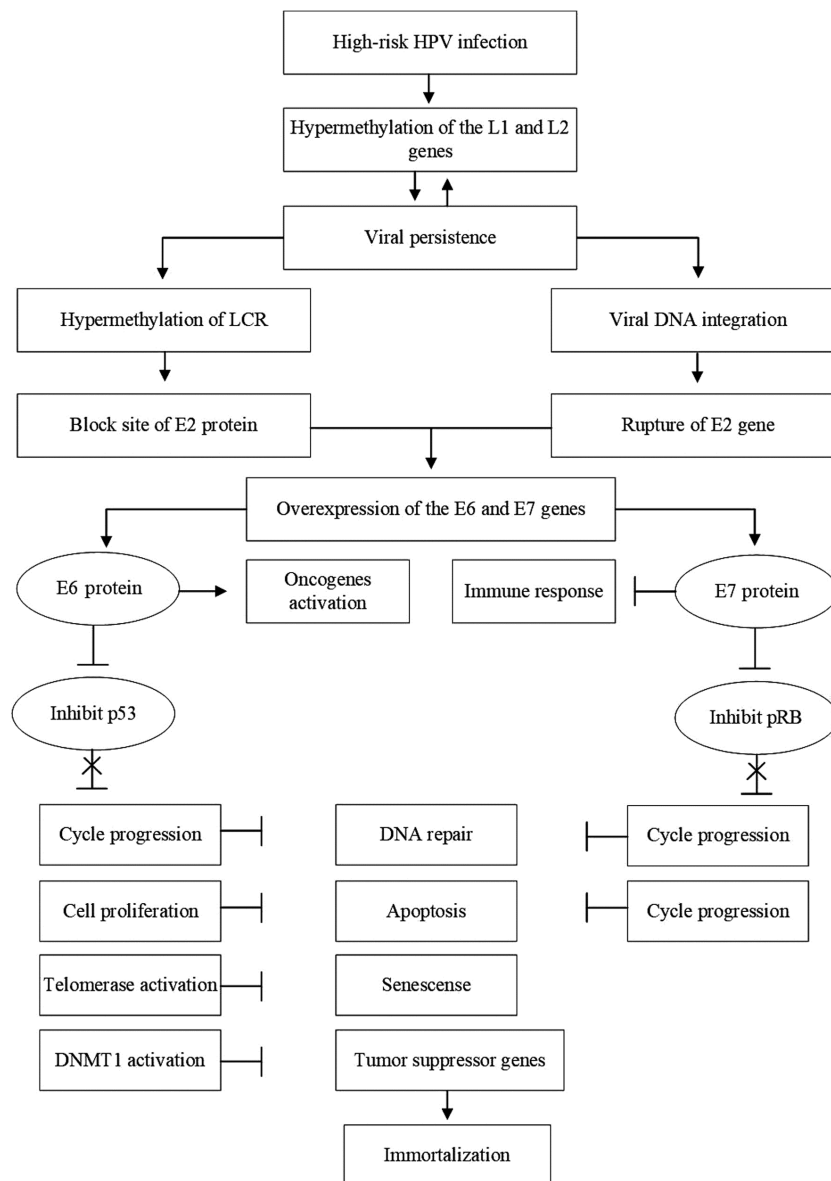 High-risk HPV infection
Hypermethylation of the L1 and L2
genes
Viral persistence
Hypermethylation of LCR
Viral DNA integration
Block site of E2 protein
Rupture of E2 gene
Overexpression of the E6 and E7 genes
E6 protein
Oncogenes
activation
Immune response
E7 protein
Inhibit p53
Inhibit pRB
Cycle progression
DNA repair
Cycle progression
Cell proliferation
Apoptosis
Cycle progression
Telomerase activation
Senescense
DNMT1 activation
Tumor suppressor genes
Immortalization